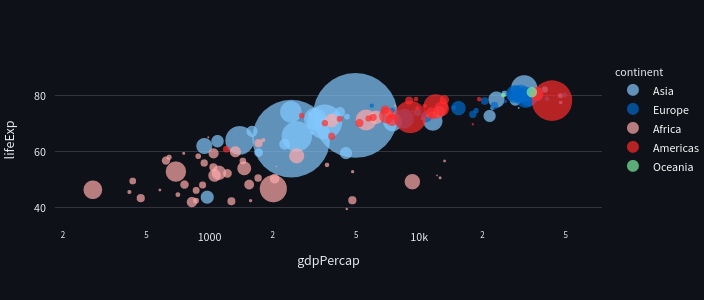 continent
Asia
Europe
Africa
Americas
Oceania
lifeExp
80
60
40
2 5 1000 2 5 10k 2 5
gdpPercap